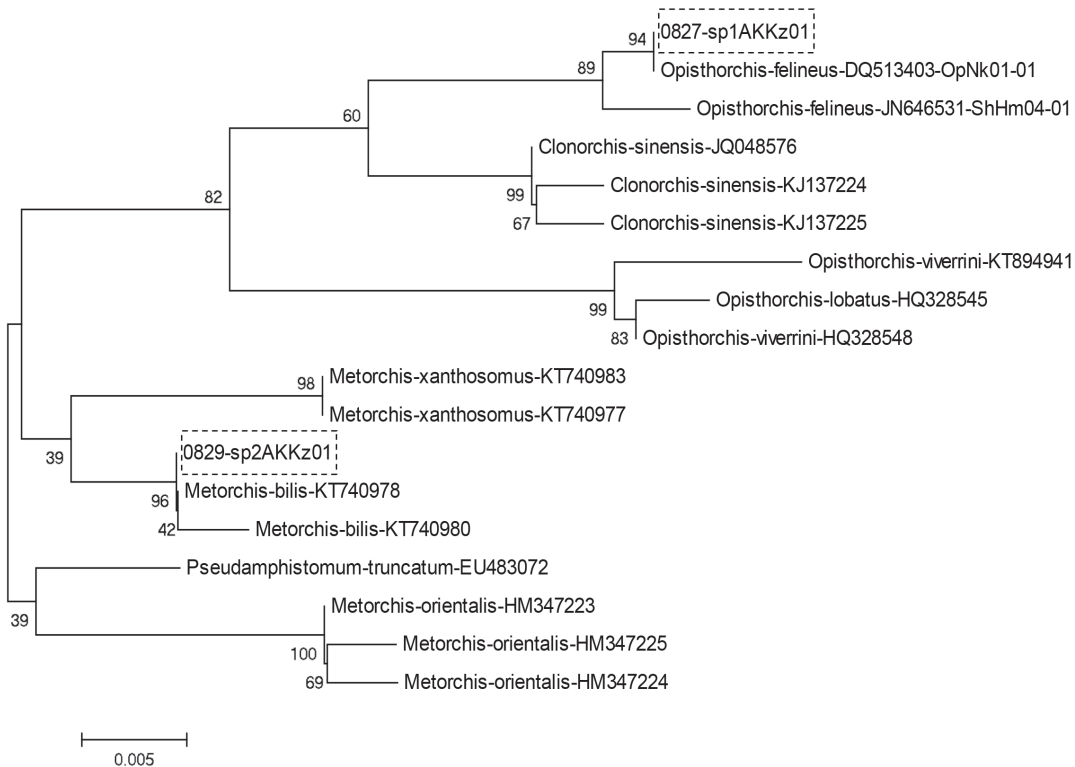 0827-sp1AKKz01
94
Opisthorchis-felineus-DQ513403-OpNk01-01
89
Opisthorchis-felineus-JN646531-ShHm04-01
60
Clonorchis-sinensis-JQ048576
Clonorchis-sinensis-KJ137224
99
82
67
Clonorchis-sinensis-KJ137225
Opisthorchis-viverrini-KT894941
Opisthorchis-lobatus-HQ328545
99
83
Opisthorchis-viverrini-HQ328548
Metorchis-xanthosomus-KT740983
98
Metorchis-xanthosomus-KT740977
0829-sp2AKKz01
39
Metorchis-bilis-KT740978
96
42
Metorchis-bilis-KT740980
Pseudamphistomum-truncatum-EU483072
Metorchis-orientalis-HM347223
39
Metorchis-orientalis-HM347225
100
69
Metorchis-orientalis-HM347224
0.005